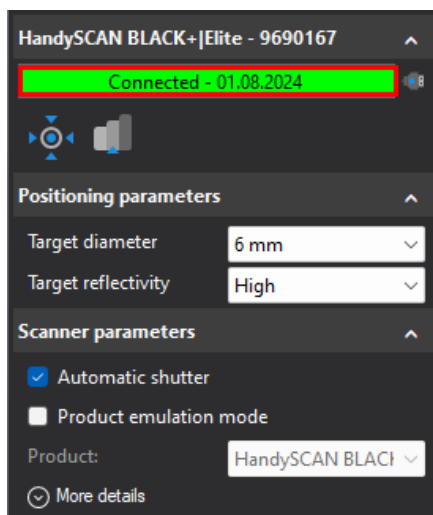 HandySCAN BLACK+|Elite - 9690167
Connected - 01.08.2024
Positioning parameters
Target diameter 6 mm
Target reflectivity High
Scanner parameters
Automatic shutter
Product emulation mode
Product: HandySCAN BLACK
More details